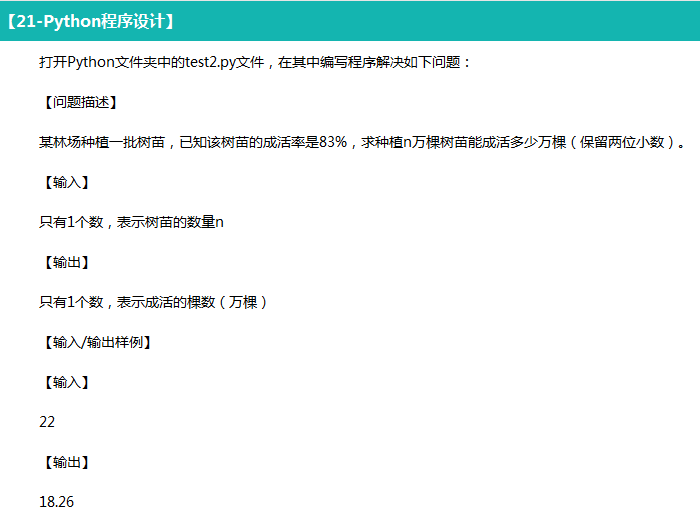 【21-Python程序设计】
打开Python文件夹中的test2.py文件，在其中编写程序解决如下问题：
【问题描述】
某林场种植一批树苗，已知该树苗的成活率是83%，求种植n万棵树苗能成活多少万棵（保留两位小数）。
【输入】
只有1个数，表示树苗的数量n
【输出】
只有1个数，表示成活的棵数（万棵）
【输入/输出样例】
【输入】
22
【输出】
18.26